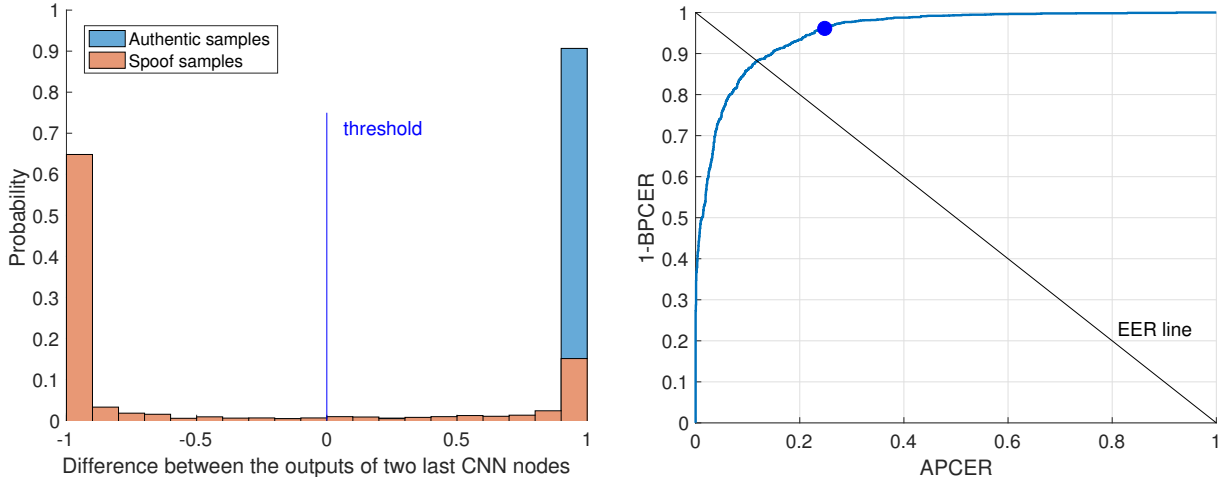 1
0.9
0.8
0.7
0.6
0.5
0.4
0.3
0.2
0.1
0
Probability
Authentic samples
Spoof samples
threshold
-1 -0.5 0 0.5 1
Difference between the outputs of two last CNN nodes
1
0.9
0.8
0.7
0.6
0.5
0.4
0.3
0.2
0.1
0
1-BPCER
EER line
0 0.2 0.4 0.6 0.8 1
APCER